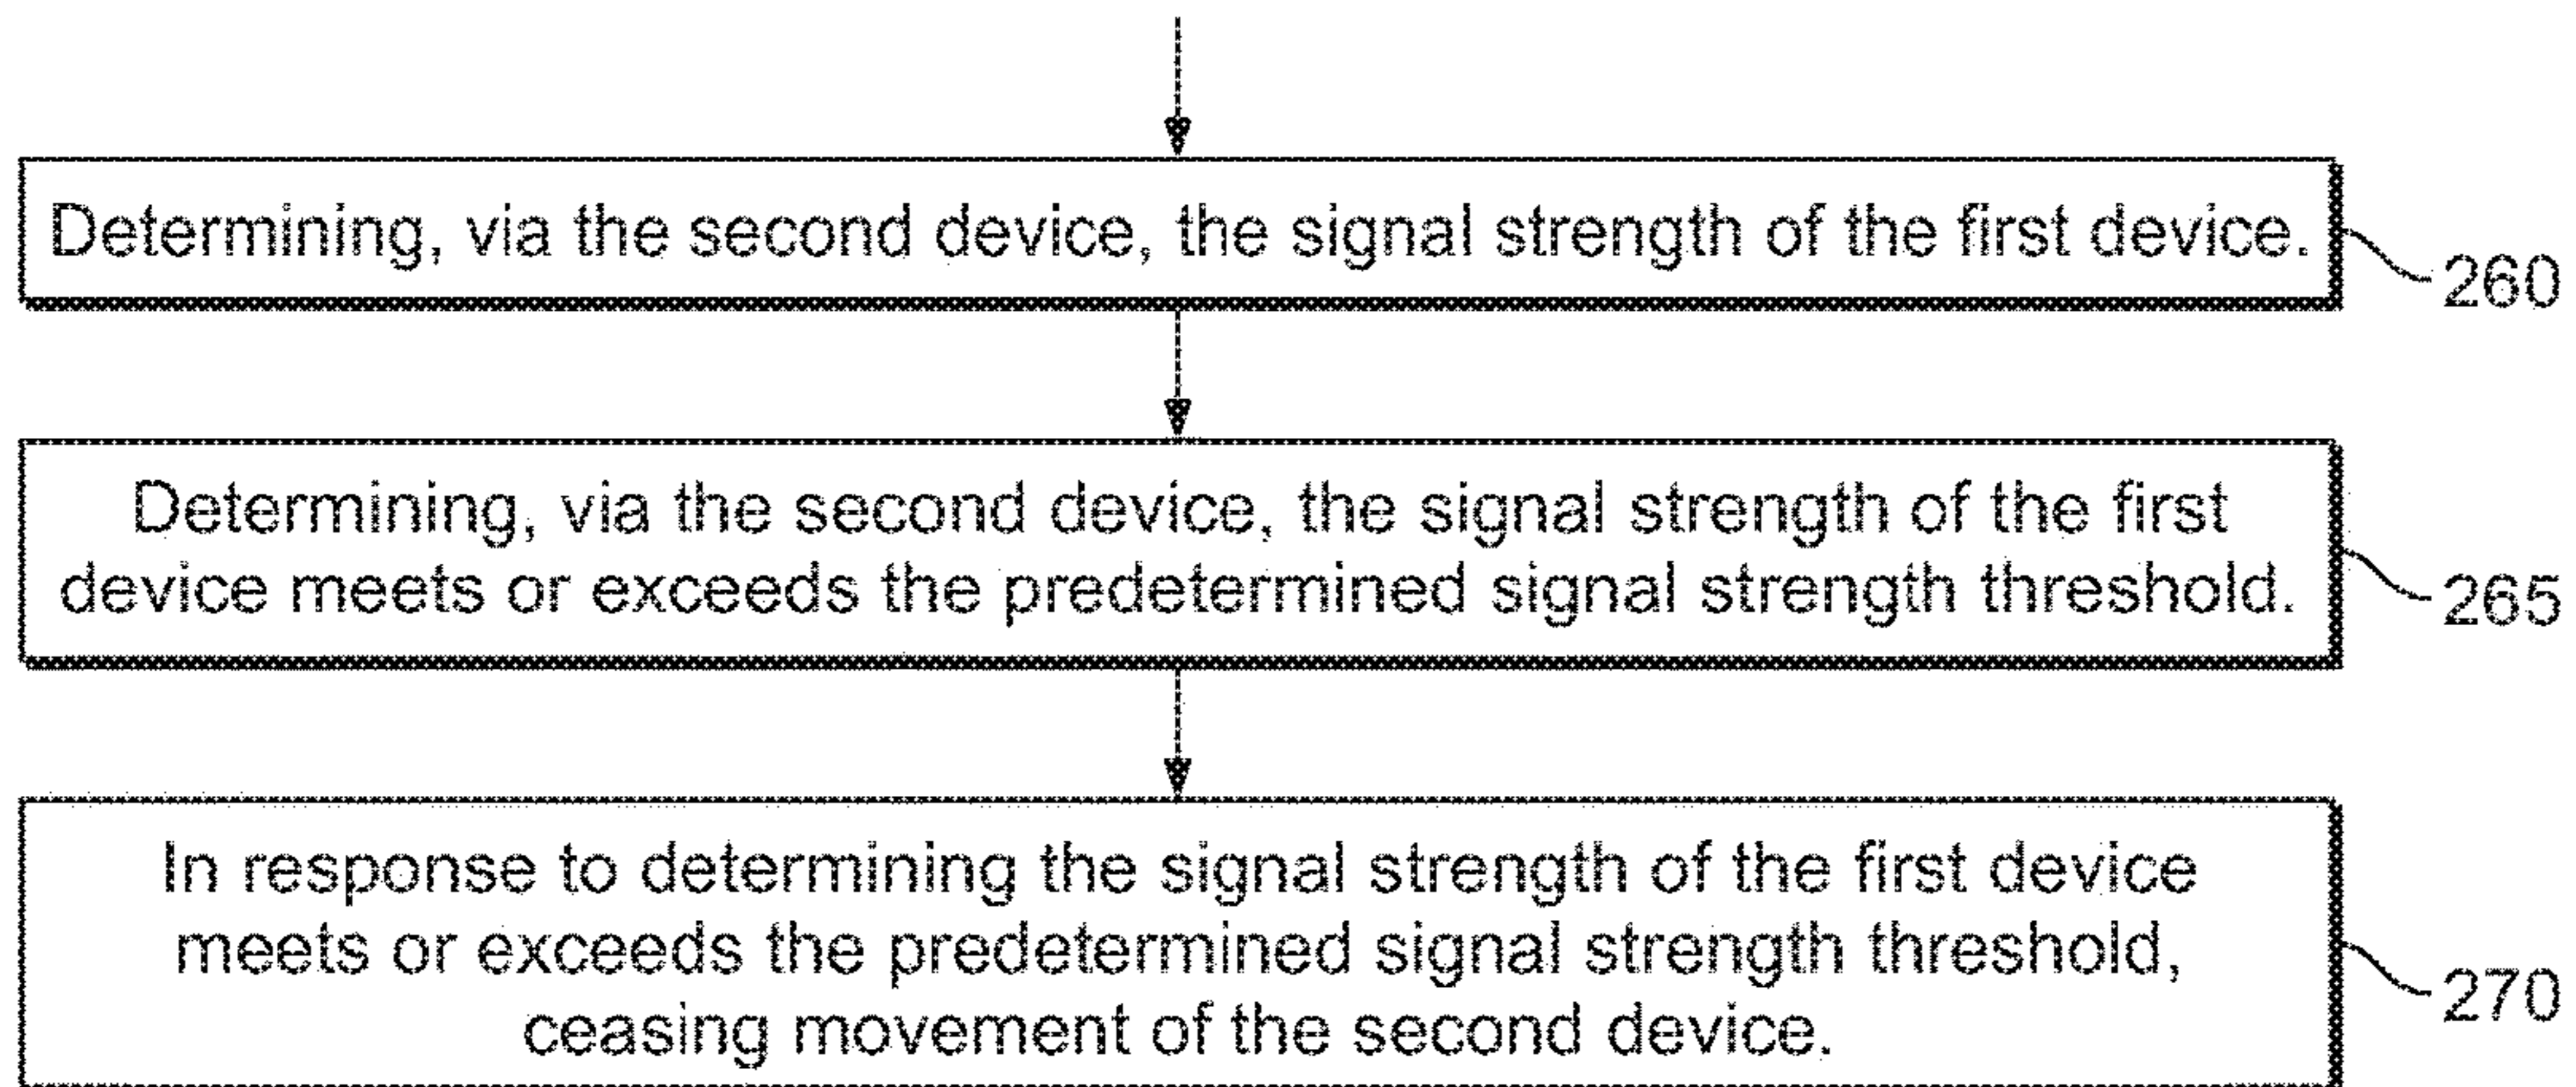 Determining, via the second device, the signal strength of the first device.
260
Determining, via the second device, the signal strength of the first
device meets or exceeds the predetermined signal strength threshold.
265
In response to determining the signal strength of the first device
meets or exceeds the predetermined signal strength threshold,
ceasing movement of the second device.
270